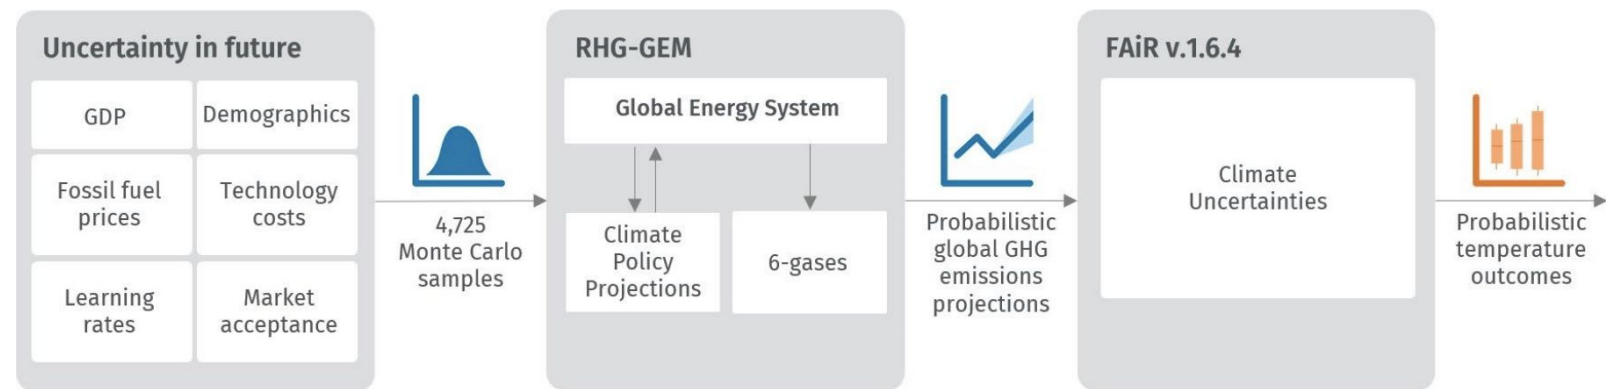 Uncertainty in future
GDP
Demographics
Fossil fuel
prices
Technology
costs
Learning
rates
Market
acceptance
4,725
Monte Carlo
samples
RHG-GEM
Global Energy System
Climate
Policy
Projections
6-gases
Probabilistic
global GHG
emissions
projections
FAiR v.1.6.4
Climate
Uncertainties
Probabilistic
temperature
outcomes